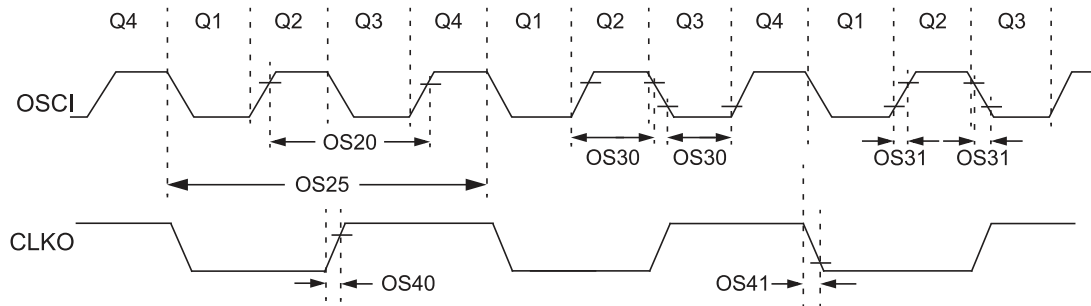 Q4 Q1 Q2 Q3 Q4 Q1 Q2 Q3 Q4 Q1 Q2 Q3
OSCI
OS20
OS30 OS30
OS31 OS31
OS25
CLKO
OS40
OS41